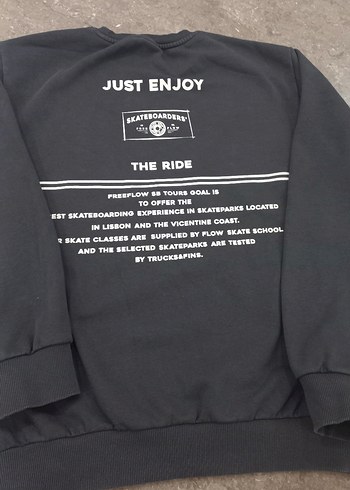 JUST ENJOY
SKATEBOARDERS'
FREE FLOW
THE RIDE
FREEFLOW SB TOURS GOAL IS
TO OFFER THE
EST SKATEBOARDING EXPERIENCE IN SKATEPARKS LOCATED
IN LISBON AND THE VICENTINE COAST.
R SKATE CLASSES ARE SUPPLIED BY FLOW SKATE SCHOOL
AND THE SELECTED SKATEPARKS ARE TESTED
BY TRUCKS&FINS.